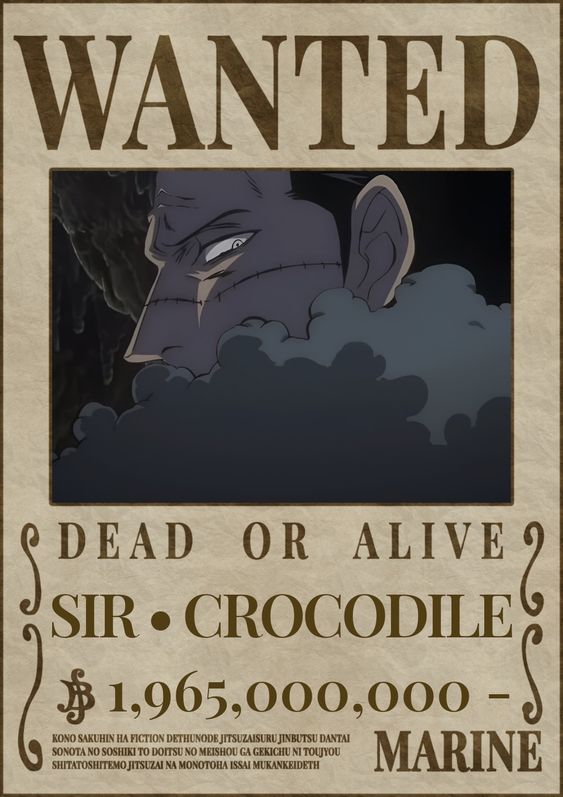 WANTED
DEAD OR ALIVE
SIR • CROCODILE
฿ 1,965,000,000 -
KONO SAKUHIN HA FICTION DETHUNODE JITSUZAISURU JINBUTSU DANTAI
SONOTA NO SOSHIKI TO DOITSU NO MEISHOU GA GEKICHU NI TOUJYOU
SHITATOSHITEMO JITSUZAI NA MONOTOHA ISSAI MUKANKEIDETH
MARINE